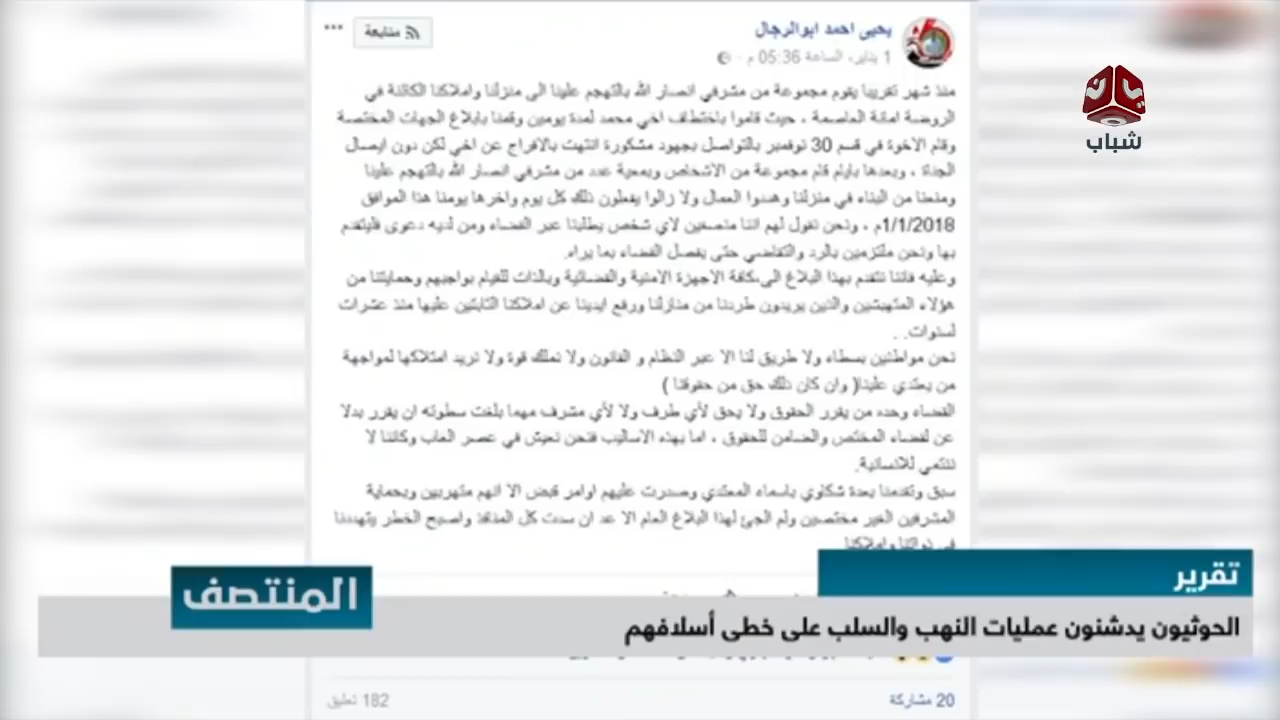 يحيى احمد ابوالرجال
متابعة
1 يناير، الساعة 05:36 م
منذ شهر تقريبا يقوم مجموعة من مشرفي انصار الله بالتهجم علينا الى منزلنا واملاكنا الكائنة في
الروضة امانة العاصمة ، حيث قاموا باختطاف اخي محمد لمدة يومين وقمنا بابلاغ الجهات المختصة
وقام الاخوة في قسم 30 نوفمبر بالتواصل بجهود مشكورة انتهت بالافراج عن اخي لكن دون ايصال
الجناة ، وبعدها بايام قام مجموعة من الاشخاص وبمعية عدد من مشرفي انصار الله بالتهجم علينا
ومنعنا من البناء في منزلنا وهددوا العمال ولا زالوا يفعلون ذلك كل يوم واخرها يومنا هذا الموافق
1/1/2018م ، ونحن نقول لهم اننا منصفين لاي شخص يطلبنا عبر القضاء ومن لديه دعوى فليتقدم
بها ونحن ملتزمين بالرد والتقاضي حتى يفصل القضاء بما يراه.
وعليه فاننا نتقدم بهذا البلاغ الى كافة الاجهزة الامنية والقضائية وبالذات للقيام بواجبهم وحمايتنا من
هؤلاء المتهبشين والذين يريدون طردنا من منازلنا ورفع ايدينا عن املاكنا الثابتين عليها منذ عشرات
لسنوات. .
نحن مواطنين بسطاء ولا طريق لنا الا عبر النظام و القانون ولا نملك قوة ولا نريد امتلاكها لمواجهة
من يعتدي علينا( وان كان ذلك حق من حقوقنا )
القضاء وحده من يقرر الحقوق ولا يحق لأي طرف ولا لأي مشرف مهما بلغت سطوته ان يقرر بدلا
عن لقضاء المختص والضامن للحقوق ، اما بهذه الاساليب فنحن نعيش في عصر الغاب وكاننا لا
ننتمي للانسانية.
سبق وتقدمنا بعدة شكاوي باسماء المعتدي وصدرت عليهم اوامر قبض الا انهم متهربين وبحماية
المشرفين الغير مختصين ولم الجئ لهذا البلاغ العام الا عد ان سدت كل المنافذ واصبح الخطر يتهددنا
في ذواتنا واملاكنا
20 مشاركة
182 تعليق
شباب
تقرير
المنتصف
الحوثيون يدشنون عمليات النهب والسلب على خطى أسلافهم